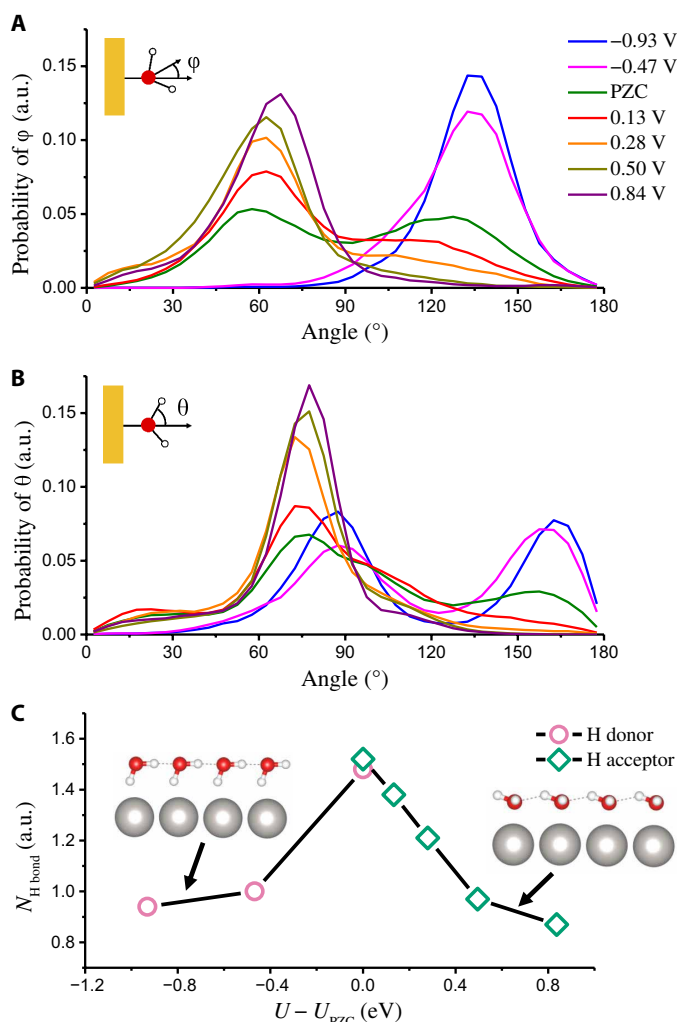 A
φ
Probability of φ (a.u.)
0.15
0.10
0.05
0.00
0 30 60 90 120 150 180
Angle (°)
−0.93 V
−0.47 V
PZC
0.13 V
0.28 V
0.50 V
0.84 V
B
θ
Probability of θ (a.u.)
0.15
0.10
0.05
0.00
0 30 60 90 120 150 180
Angle (°)
C
H donor
H acceptor
N H bond (a.u.)
1.6
1.4
1.2
1.0
0.8
−1.2 −0.8 −0.4 0.0 0.4 0.8
U − U PZC (eV)